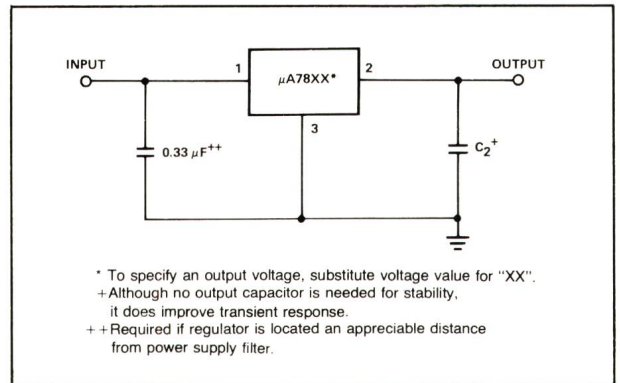 INPUT
OUTPUT
1
μA78XX*
2
3
0.33 μF++
C2+
* To specify an output voltage, substitute voltage value for "XX".
+Although no output capacitor is needed for stability,
it does improve transient response.
++Required if regulator is located an appreciable distance
from power supply filter.